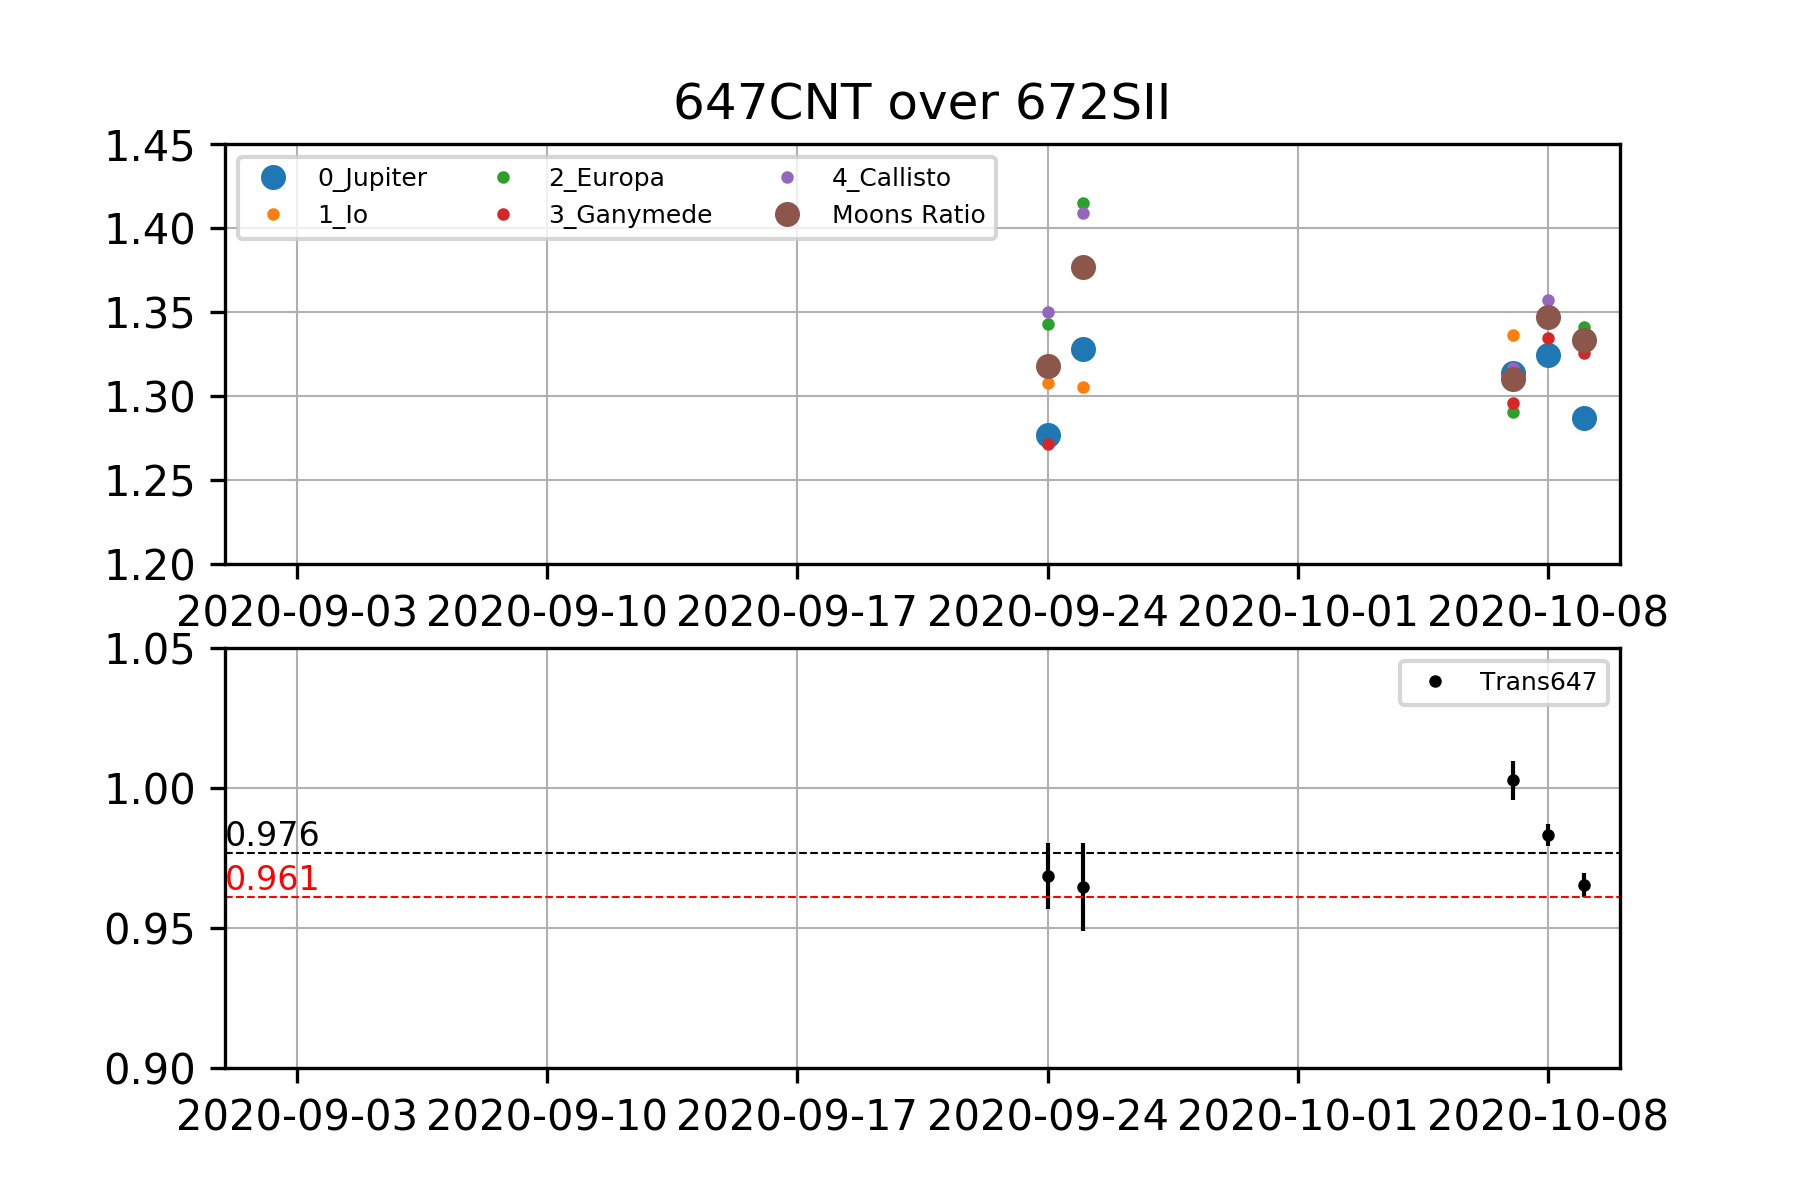 647CNT over 672SII
1.45
0_Jupiter 2_Europa 4_Callisto
1_Io 3_Ganymede Moons Ratio
1.40
1.35
1.30
1.25
1.20
2020-09-03 2020-09-10 2020-09-17 2020-09-24 2020-10-01 2020-10-08
1.05
Trans647
1.00
0.976
0.961
0.95
0.90
2020-09-03 2020-09-10 2020-09-17 2020-09-24 2020-10-01 2020-10-08